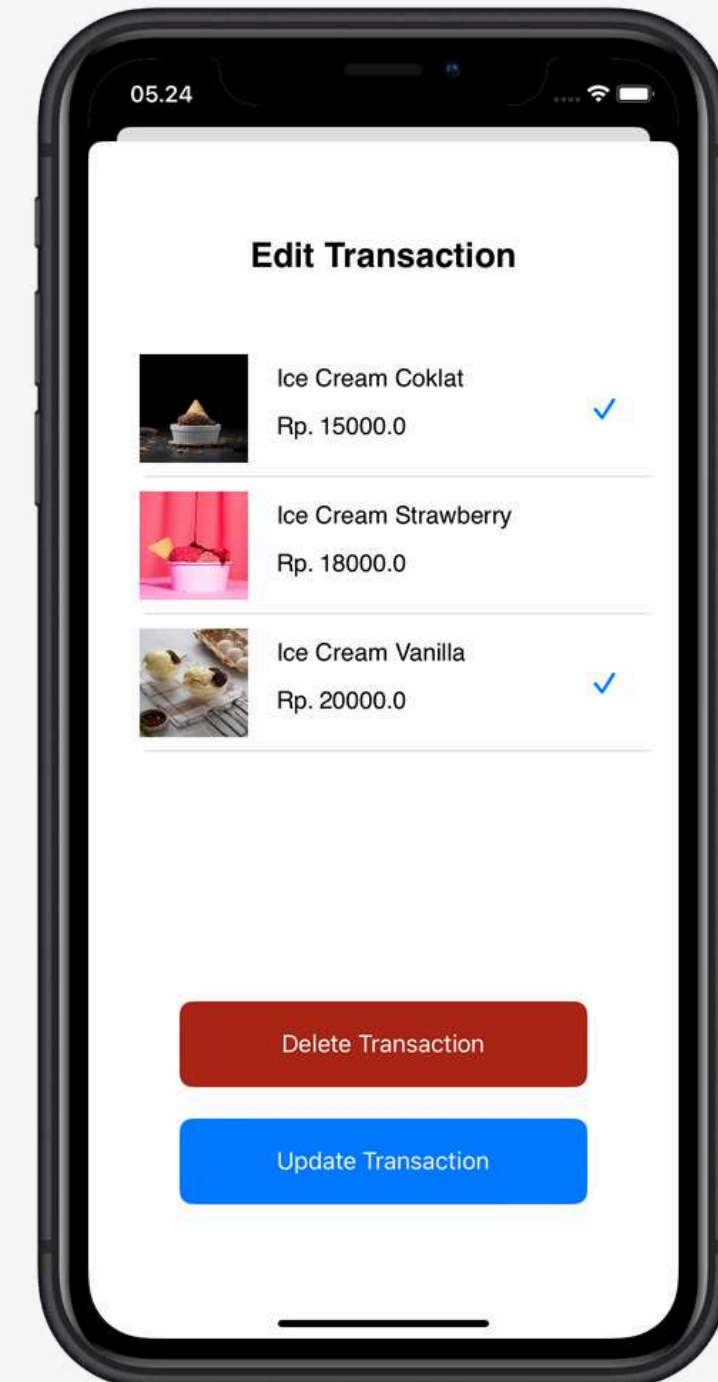 05.24
Edit Transaction
Ice Cream Coklat
Rp. 15000.0
Ice Cream Strawberry
Rp. 18000.0
Ice Cream Vanilla
Rp. 20000.0
Delete Transaction
Update Transaction